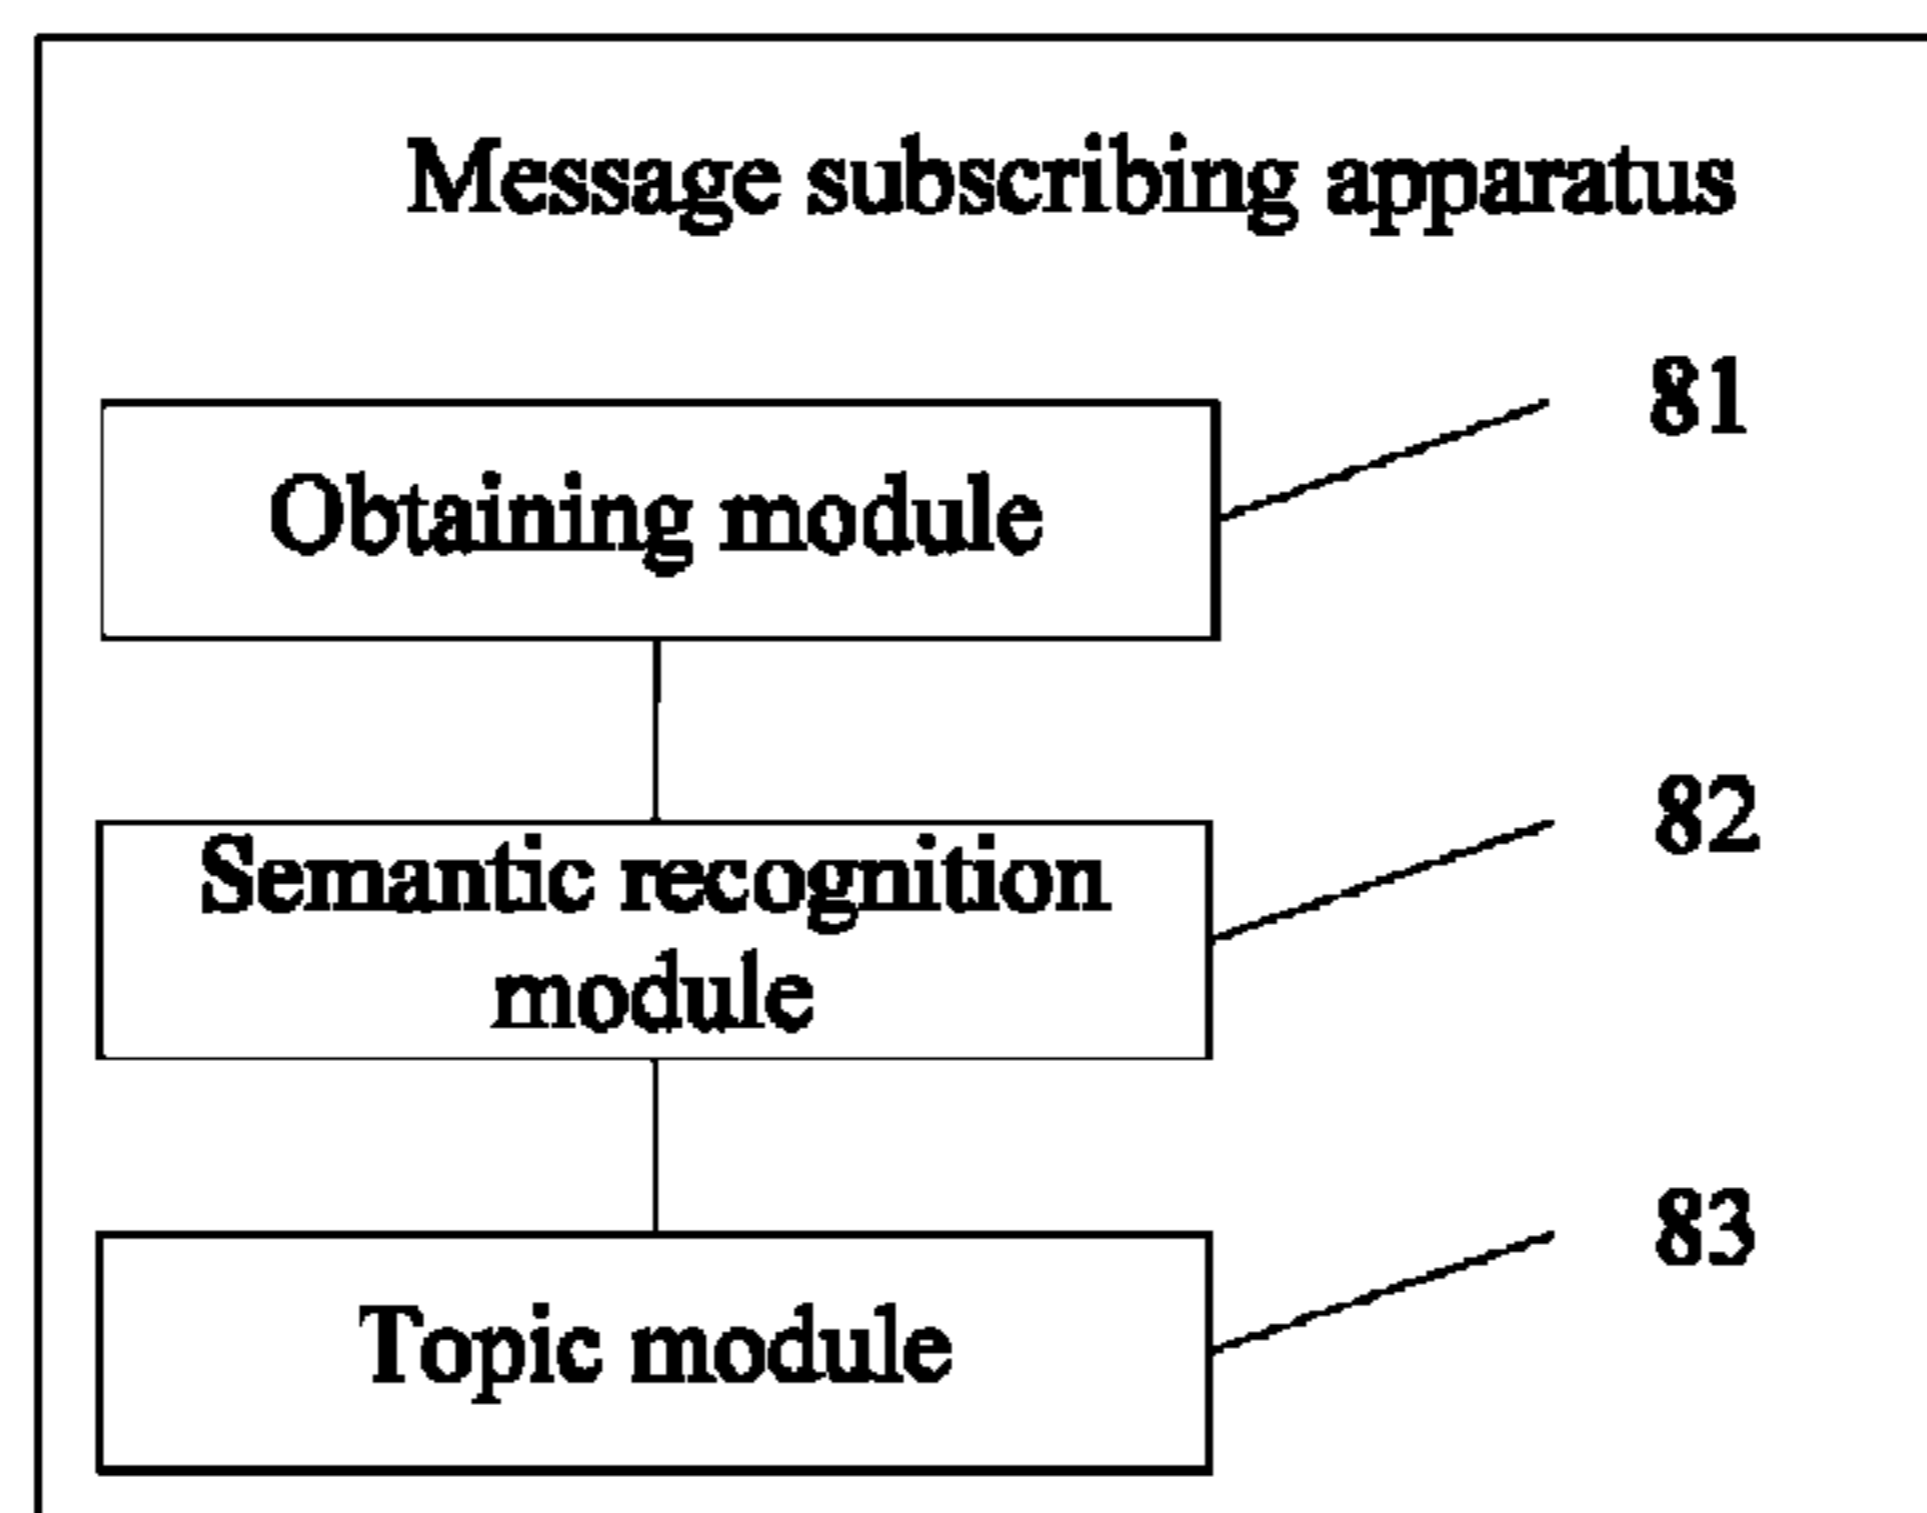 Message subscribing apparatus
81
Obtaining module
82
Semantic recognition
module
83
Topic module